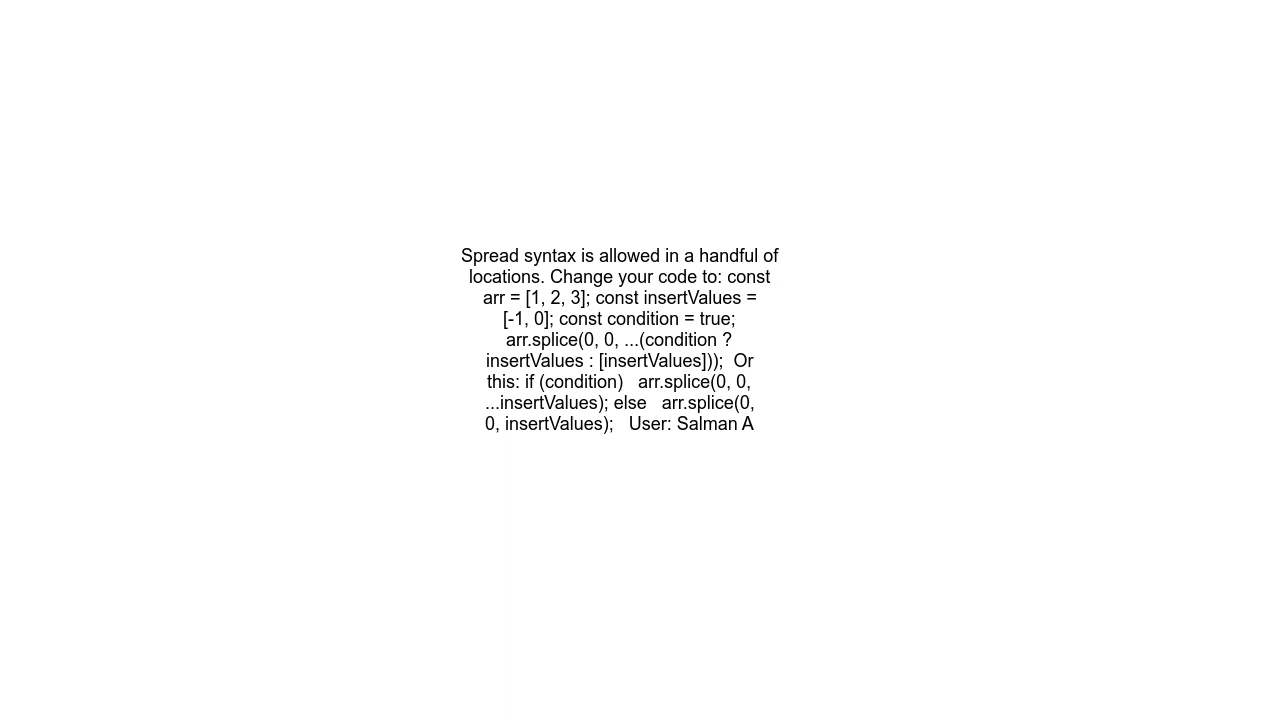 Spread syntax is allowed in a handful of
locations. Change your code to: const
arr = [1, 2, 3]; const insertValues =
[-1, 0]; const condition = true;
arr.splice(0, 0, ...(condition ?
insertValues : [insertValues]));  Or
this: if (condition)   arr.splice(0, 0,
...insertValues); else   arr.splice(0,
0, insertValues);   User: Salman A